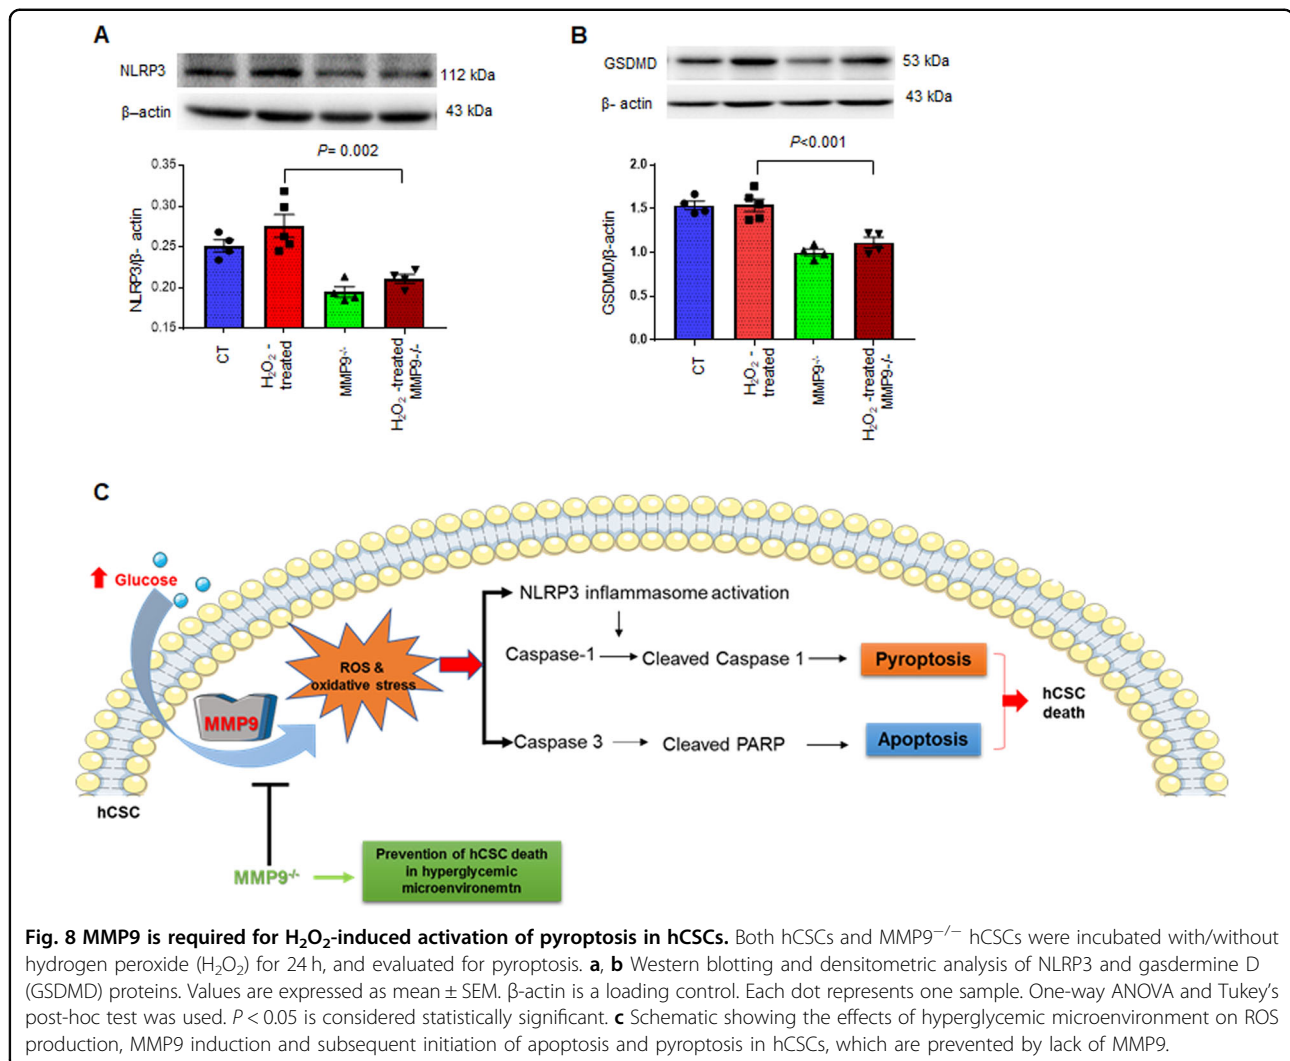 A
NLRP3
112 kDa
β–actin
43 kDa
P= 0.002
NLRP3/β- actin
0.35
0.30
0.25
0.20
0.15
CT
H₂O₂ -
treated
MMP9⁻/⁻
H₂O₂ -treated
MMP9-/-
B
GSDMD
53 kDa
β- actin
43 kDa
P<0.001
GSDMD/β-actin
2.0
1.5
1.0
0.5
0.0
CT
H₂O₂ -
treated
MMP9⁻/⁻
H₂O₂ -treated
MMP9-/-
C
Glucose
MMP9
ROS &
oxidative stress
NLRP3 inflammasome activation
Caspase-1
Cleaved Caspase 1
Pyroptosis
Caspase 3
Cleaved PARP
Apoptosis
hCSC
death
hCSC
MMP9⁻/⁻
Prevention of hCSC death
in hyperglycemic
microenvironemtn
Fig. 8 MMP9 is required for H₂O₂-induced activation of pyroptosis in hCSCs. Both hCSCs and MMP9⁻/⁻ hCSCs were incubated with/without
hydrogen peroxide (H₂O₂) for 24 h, and evaluated for pyroptosis. a, b Western blotting and densitometric analysis of NLRP3 and gasdermine D
(GSDMD) proteins. Values are expressed as mean ± SEM. β-actin is a loading control. Each dot represents one sample. One-way ANOVA and Tukey's
post-hoc test was used. P < 0.05 is considered statistically significant. c Schematic showing the effects of hyperglycemic microenvironment on ROS
production, MMP9 induction and subsequent initiation of apoptosis and pyroptosis in hCSCs, which are prevented by lack of MMP9.